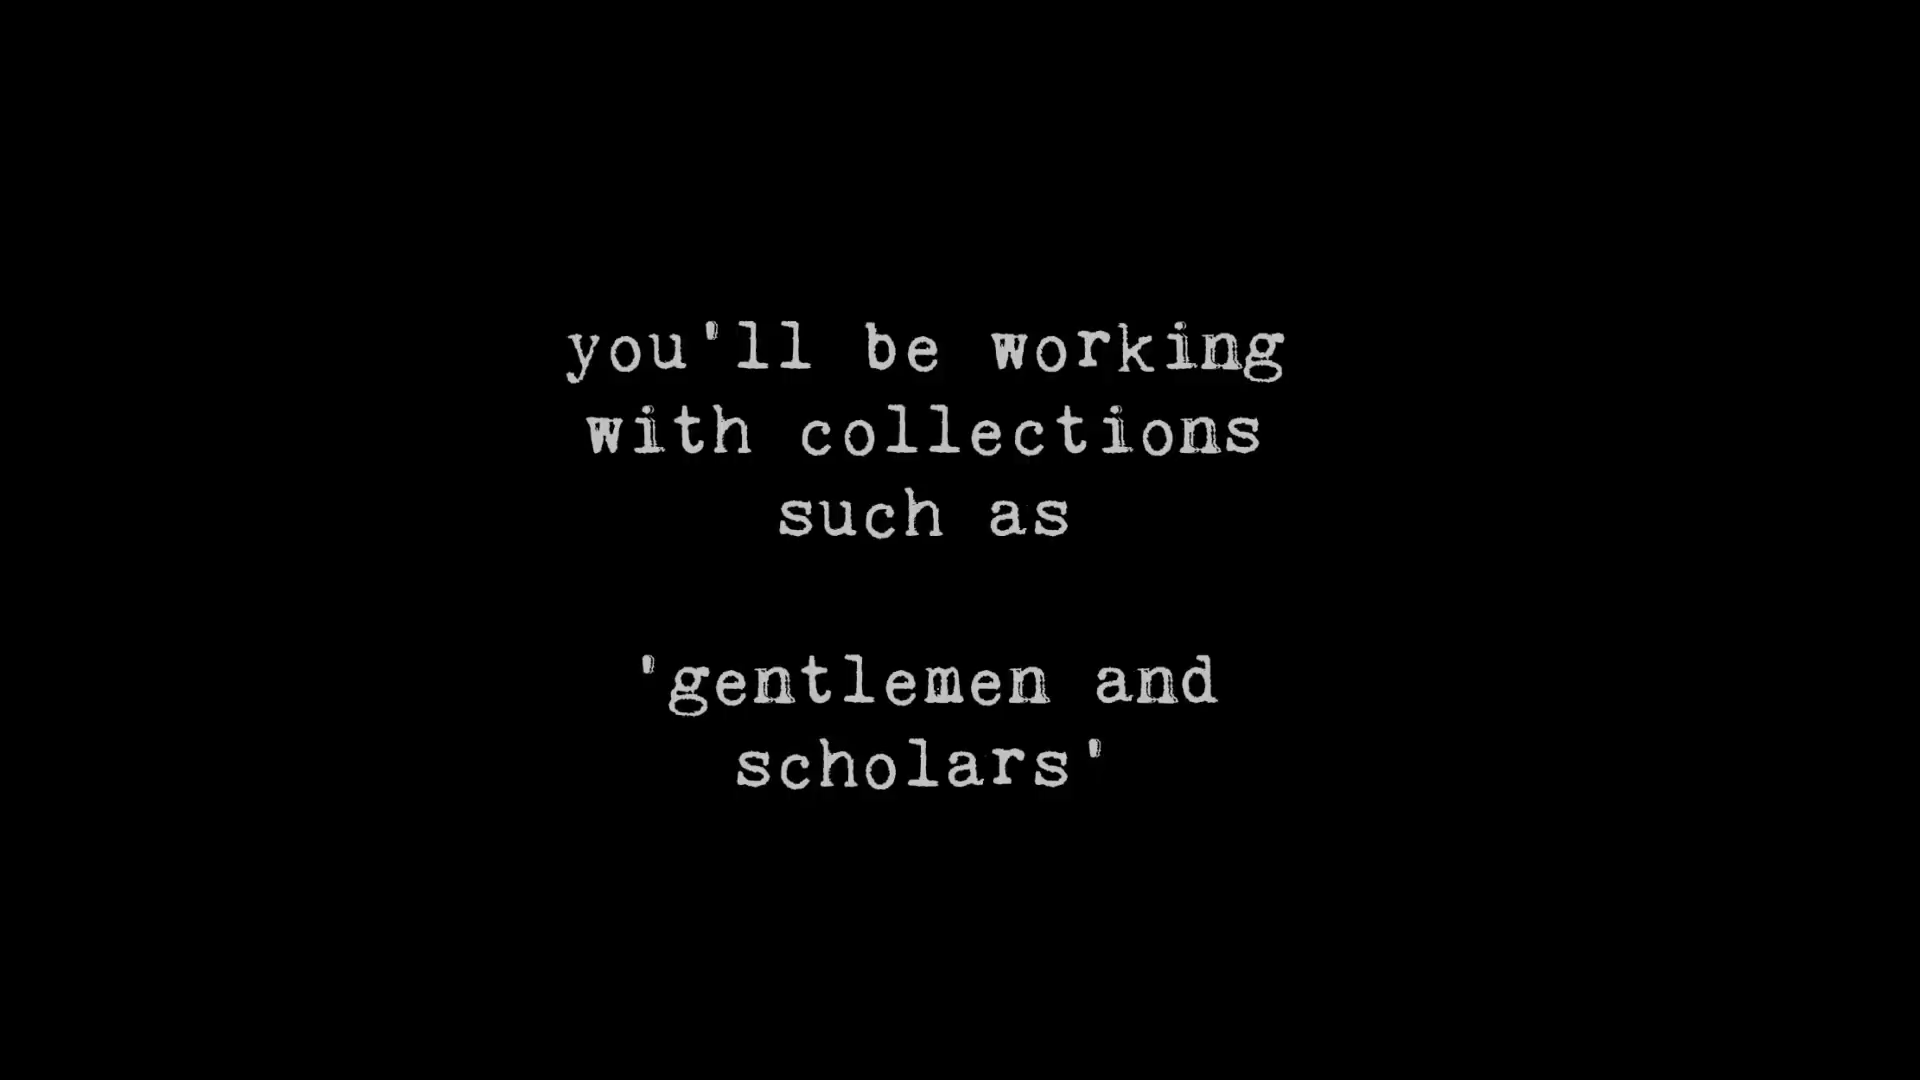 you'll be working
with collections
such as
'gentlemen and
scholars'